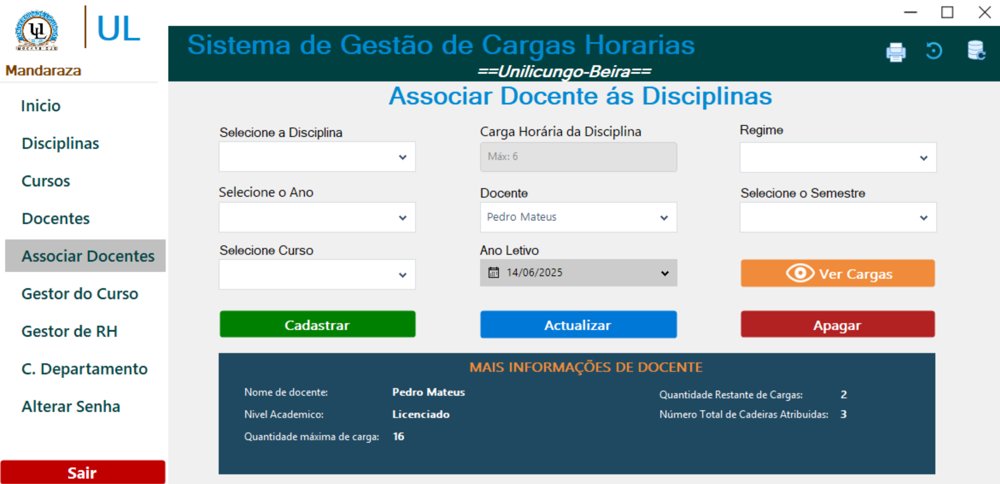 UL
MOÇAMBIQUE
UL
Mandaraza
Inicio
Disciplinas
Cursos
Docentes
Associar Docentes
Gestor do Curso
Gestor de RH
C. Departamento
Alterar Senha
Sair
Sistema de Gestão de Cargas Horarias
==Unilicungo-Beira==
Associar Docente ás Disciplinas
Selecione a Disciplina
Carga Horária da Disciplina
Regime
Máx: 6
Selecione o Ano
Docente
Selecione o Semestre
Pedro Mateus
Selecione Curso
Ano Letivo
14/06/2025
Ver Cargas
Cadastrar
Actualizar
Apagar
MAIS INFORMAÇÕES DE DOCENTE
Nome de docente: Pedro Mateus
Quantidade Restante de Cargas: 2
Nivel Academico: Licenciado
Número Total de Cadeiras Atribuidas: 3
Quantidade máxima de carga: 16